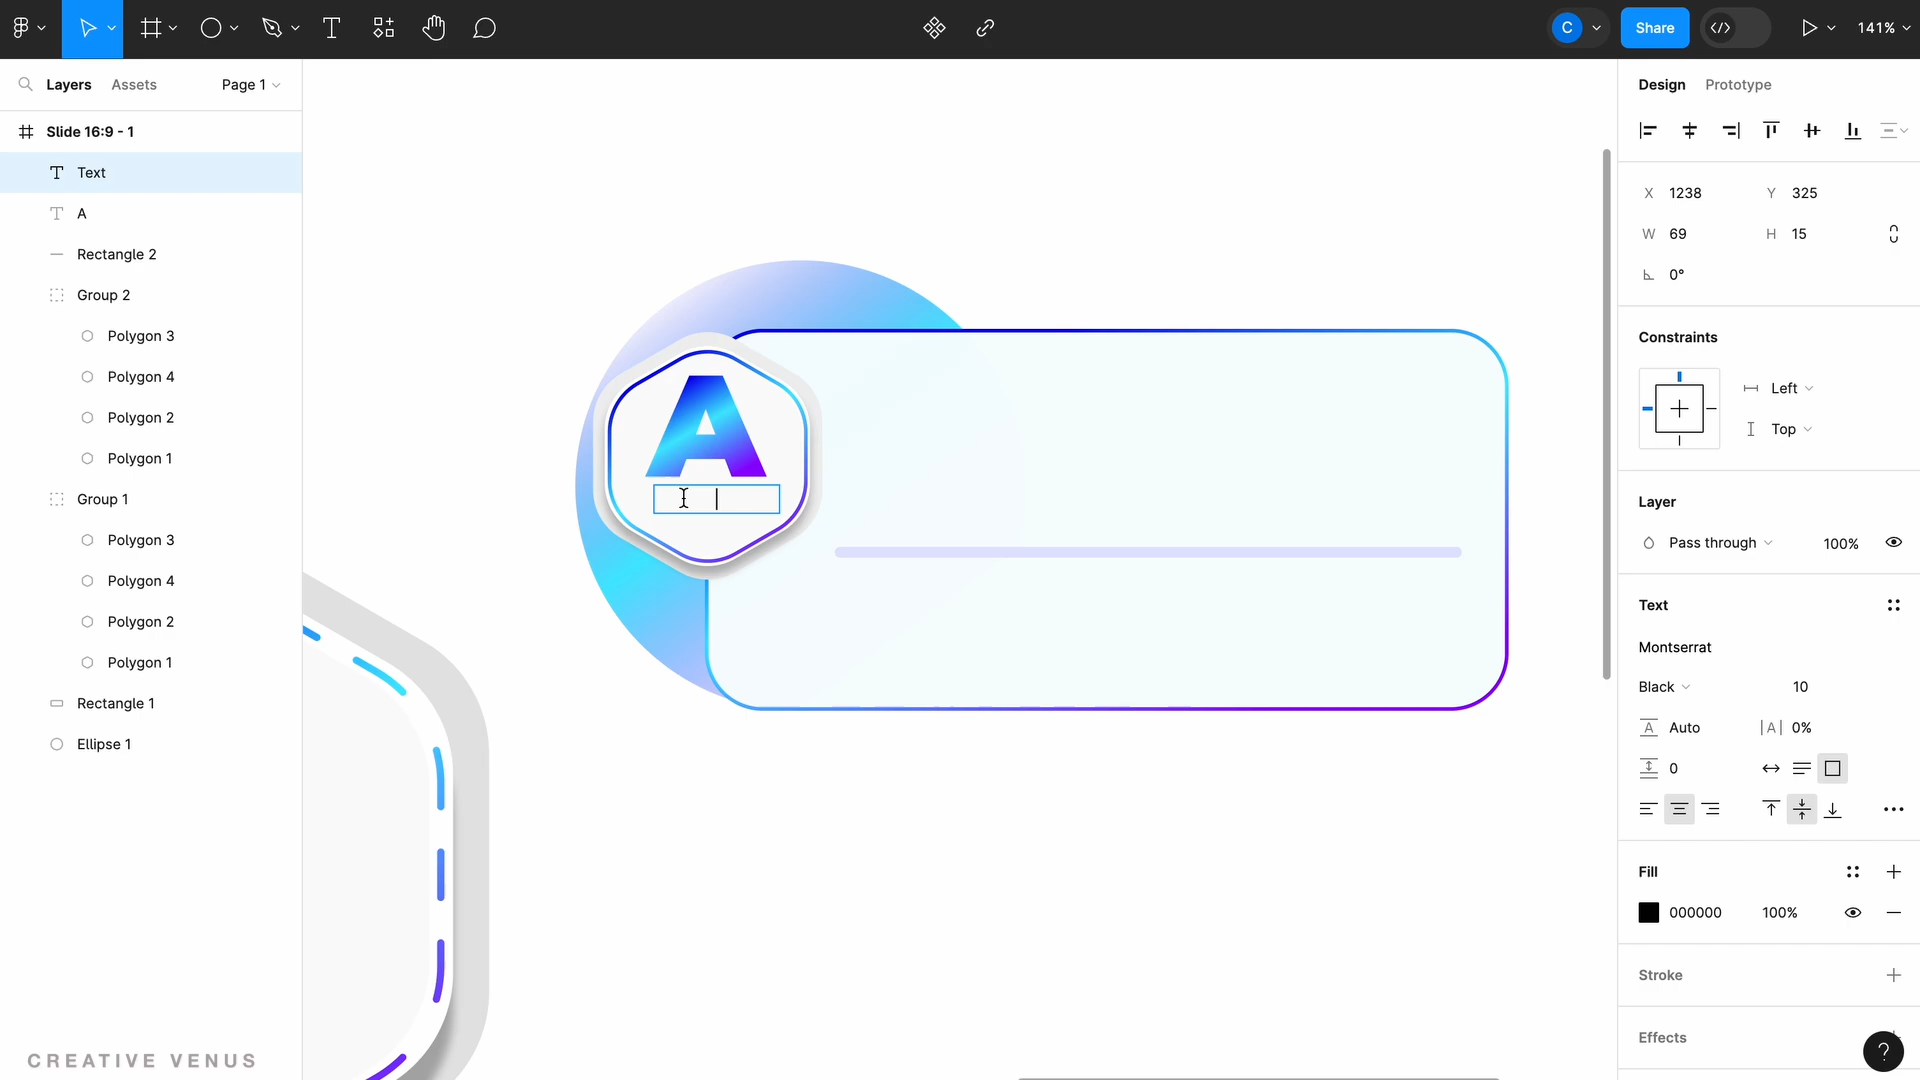 C
Share
141%
Layers
Assets
Page 1
Design
Prototype
Slide 16:9 - 1
Text
A
Rectangle 2
Group 2
Polygon 3
Polygon 4
Polygon 2
Polygon 1
Group 1
Polygon 3
Polygon 4
Polygon 2
Polygon 1
Rectangle 1
Ellipse 1
CREATIVE VENUS
A
X 1238 Y 325
W 69 H 15
0°
Constraints
Left
Top
Layer
Pass through 100%
Text
Montserrat
Black 10
A Auto |A| 0%
0
Fill
000000 100%
Stroke
Effects
?